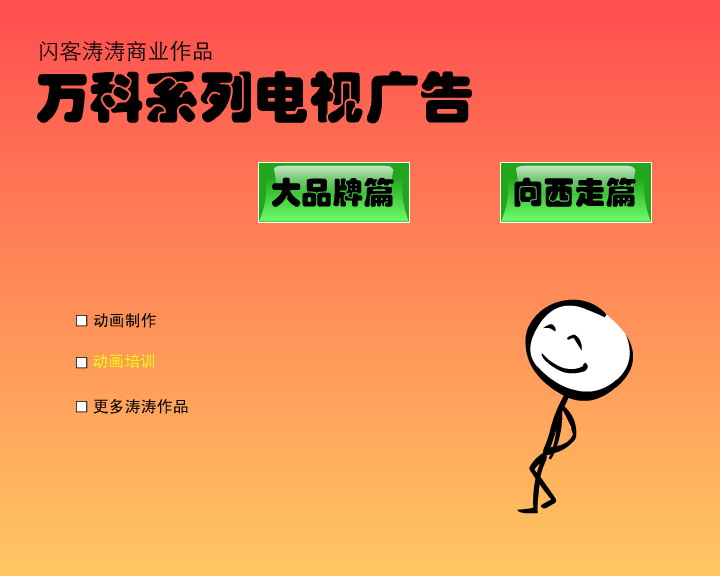 闪客涛涛商业作品
万科系列电视广告
大品牌篇
向西走篇
动画制作
动画培训
更多涛涛作品